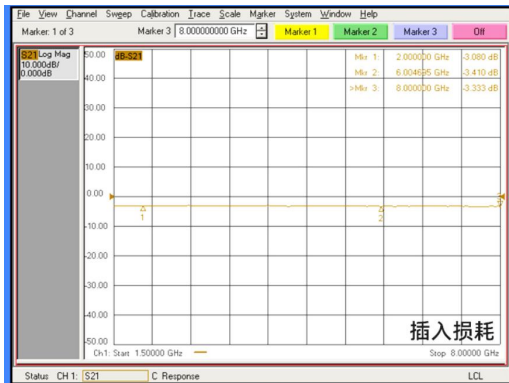 File View Channel Sweep Calibration Trace Scale Marker System Window Help
Marker: 1 of 3 Marker 3 8.000000000 GHz Marker 1 Marker 2 Marker 3 Off
S21 Log Mag
10.000dB/
0.000dB
50.00
dB-S21
Mkr 1: 2.000000 GHz -3.080 dB
Mkr 2: 6.004695 GHz -3.410 dB
>Mkr 3: 8.000000 GHz -3.333 dB
40.00
30.00
20.00
10.00
0.00
1
2
-10.00
-20.00
-30.00
-40.00
-50.00
插入损耗
Ch1: Start 1.50000 GHz
Stop 8.00000 GHz
Status CH 1: S21 C Response LCL